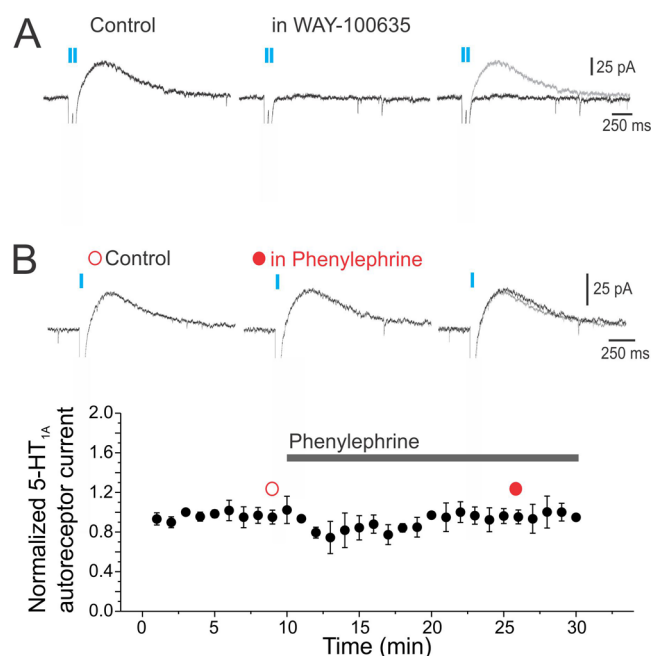 A
Control
in WAY-100635
25 pA
250 ms
B
Control
in Phenylephrine
25 pA
250 ms
Phenylephrine
Normalized 5-HT1A
autoreceptor current
2.0
1.6
1.2
0.8
0.4
0.0
0 5 10 15 20 25 30
Time (min)